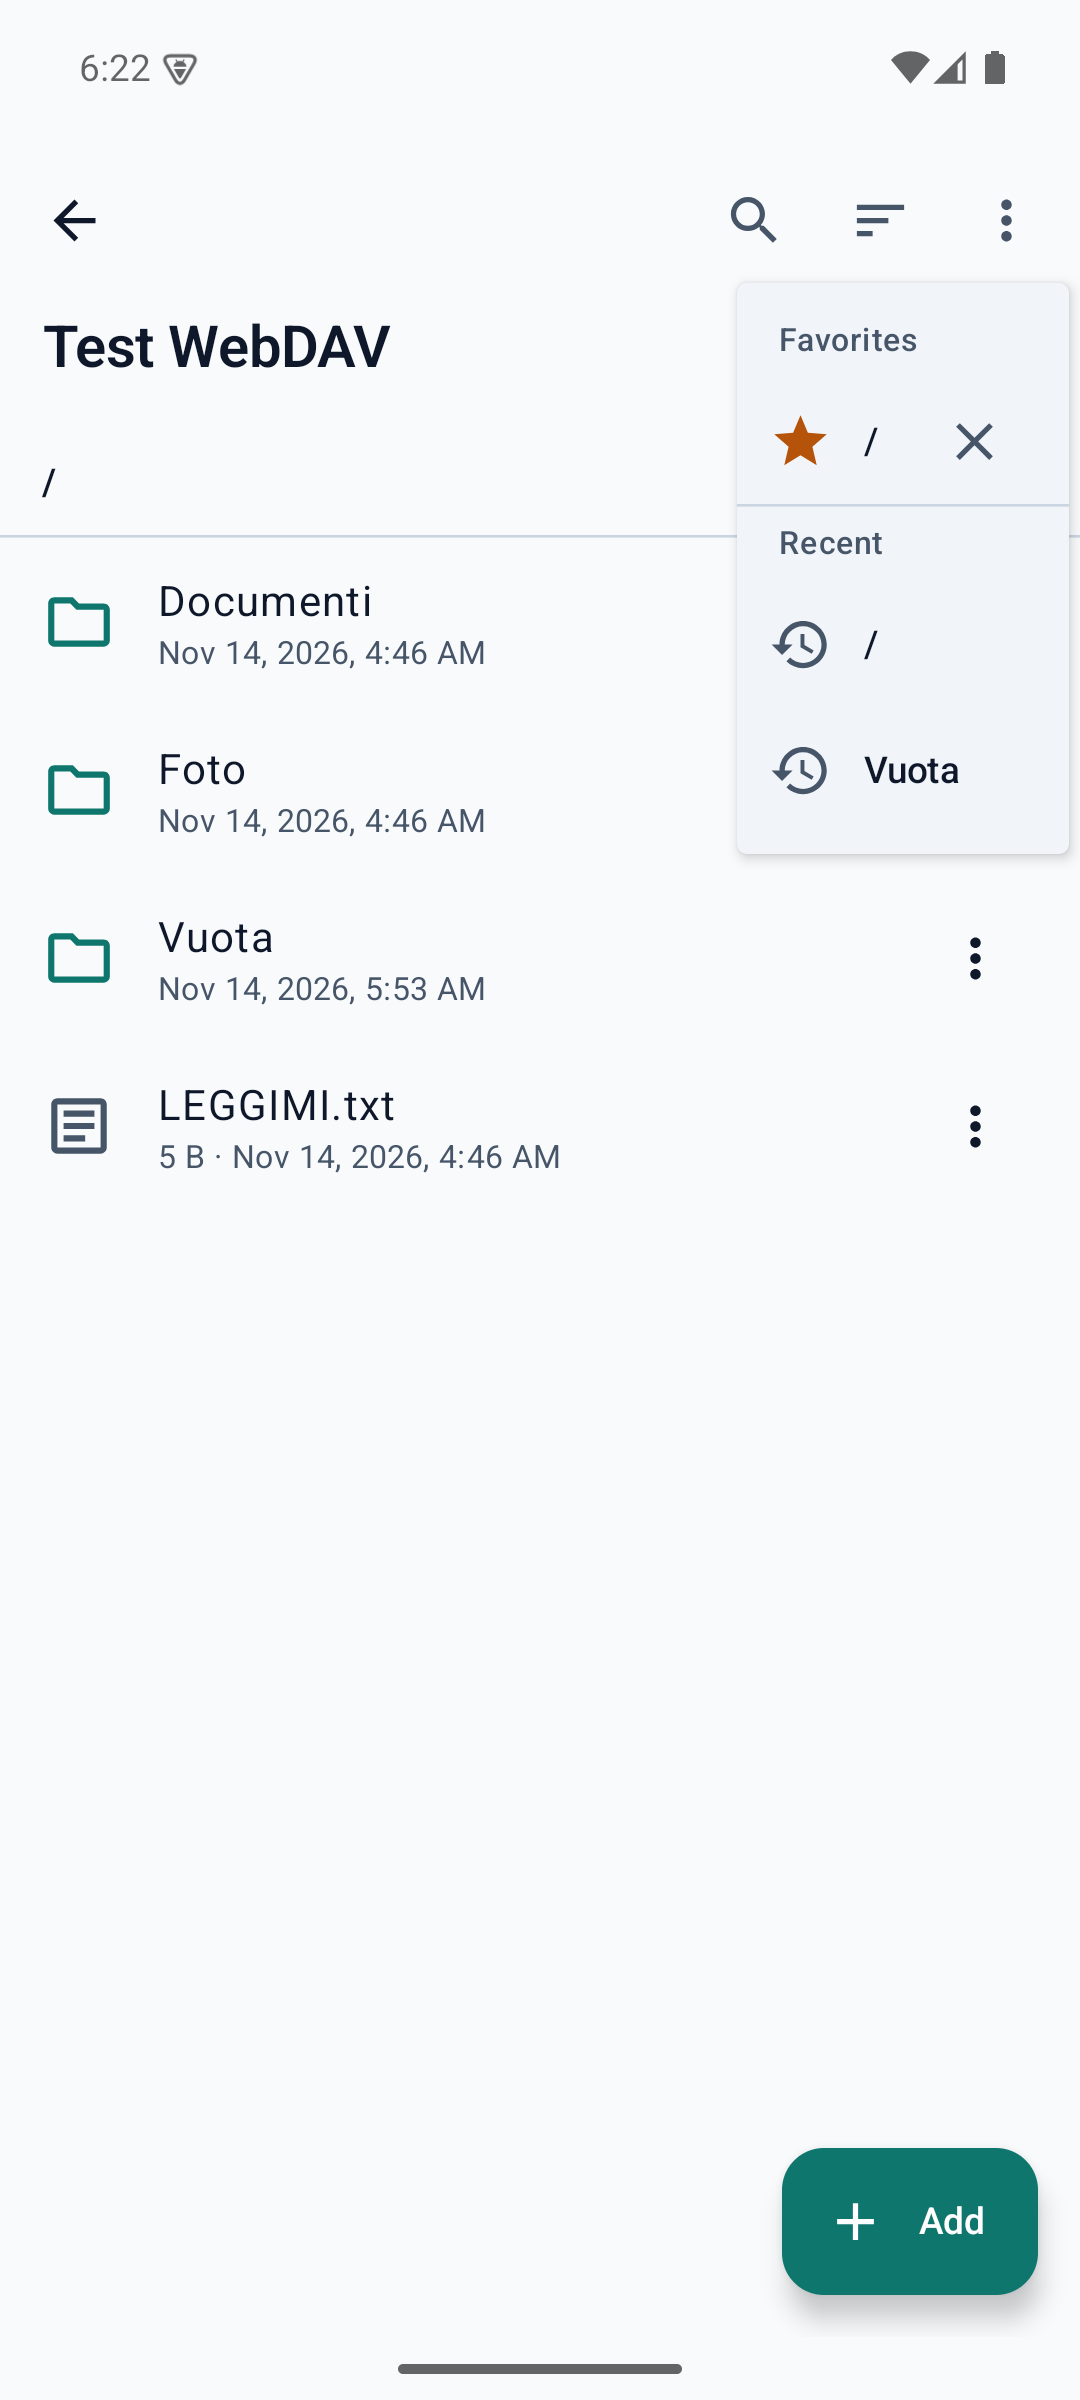 6:22
Test WebDAV
/
Favorites
/
Recent
/
Vuota
Documenti
Nov 14, 2026, 4:46 AM
Foto
Nov 14, 2026, 4:46 AM
Vuota
Nov 14, 2026, 5:53 AM
LEGGIMI.txt
5 B · Nov 14, 2026, 4:46 AM
Add